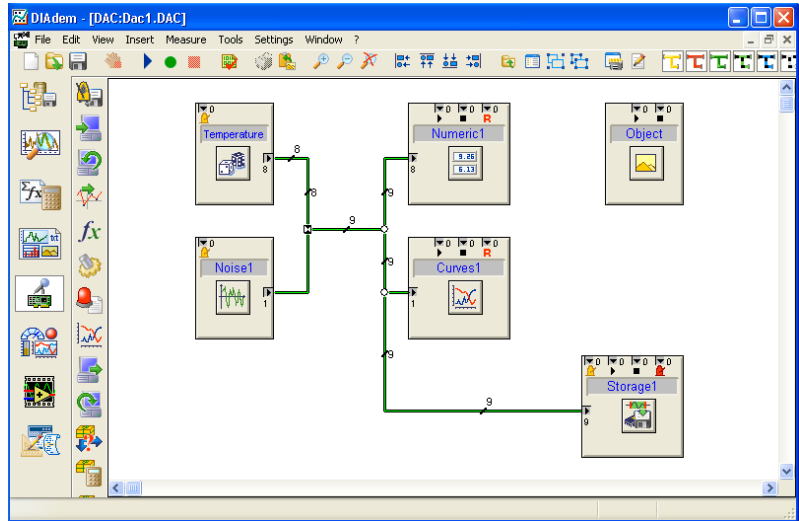 DIAdem - [DAC:Dac1.DAC]
File Edit View Insert Measure Tools Settings Window ?
0 0 0 0 0
Temperature Numeric1 Object
8 9.26
6.13
8 8 8 9
9
0 0 0 0
Noise1 9 Curves1
1 1
9 0 0 0 0
Storage1
9
9